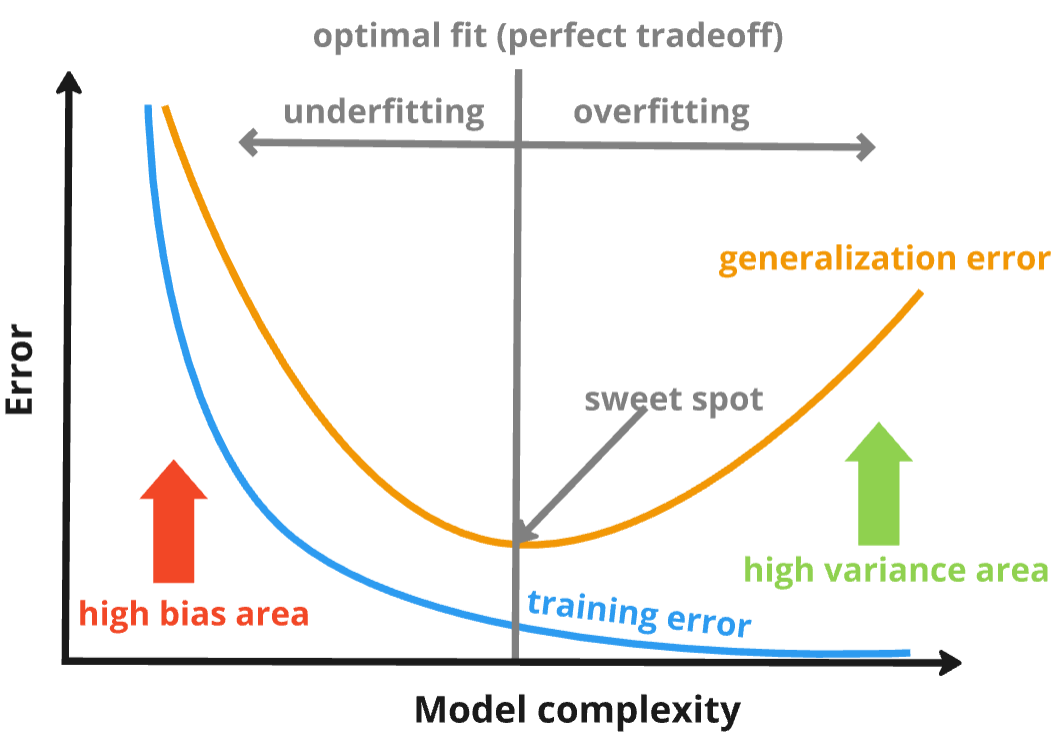 optimal fit (perfect tradeoff)
underfitting
overfitting
generalization error
Error
sweet spot
high variance area
high bias area
training error
Model complexity